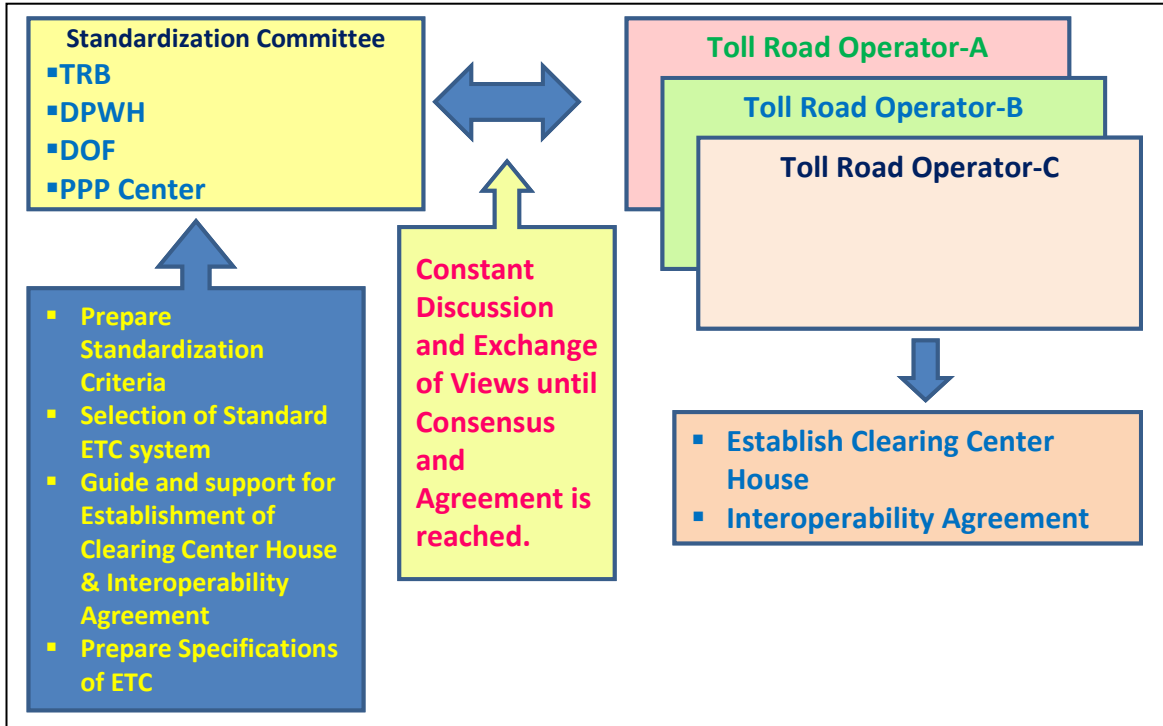 Standardization Committee
▪TRB
▪DPWH
▪DOF
▪PPP Center
Toll Road Operator-A
Toll Road Operator-B
Toll Road Operator-C
▪ Prepare
Standardization
Criteria
▪ Selection of Standard
ETC system
▪ Guide and support for
Establishment of
Clearing Center House
& Interoperability
Agreement
▪ Prepare Specifications
of ETC
Constant
Discussion
and Exchange
of Views until
Consensus
and
Agreement is
reached.
▪ Establish Clearing Center
House
▪ Interoperability Agreement